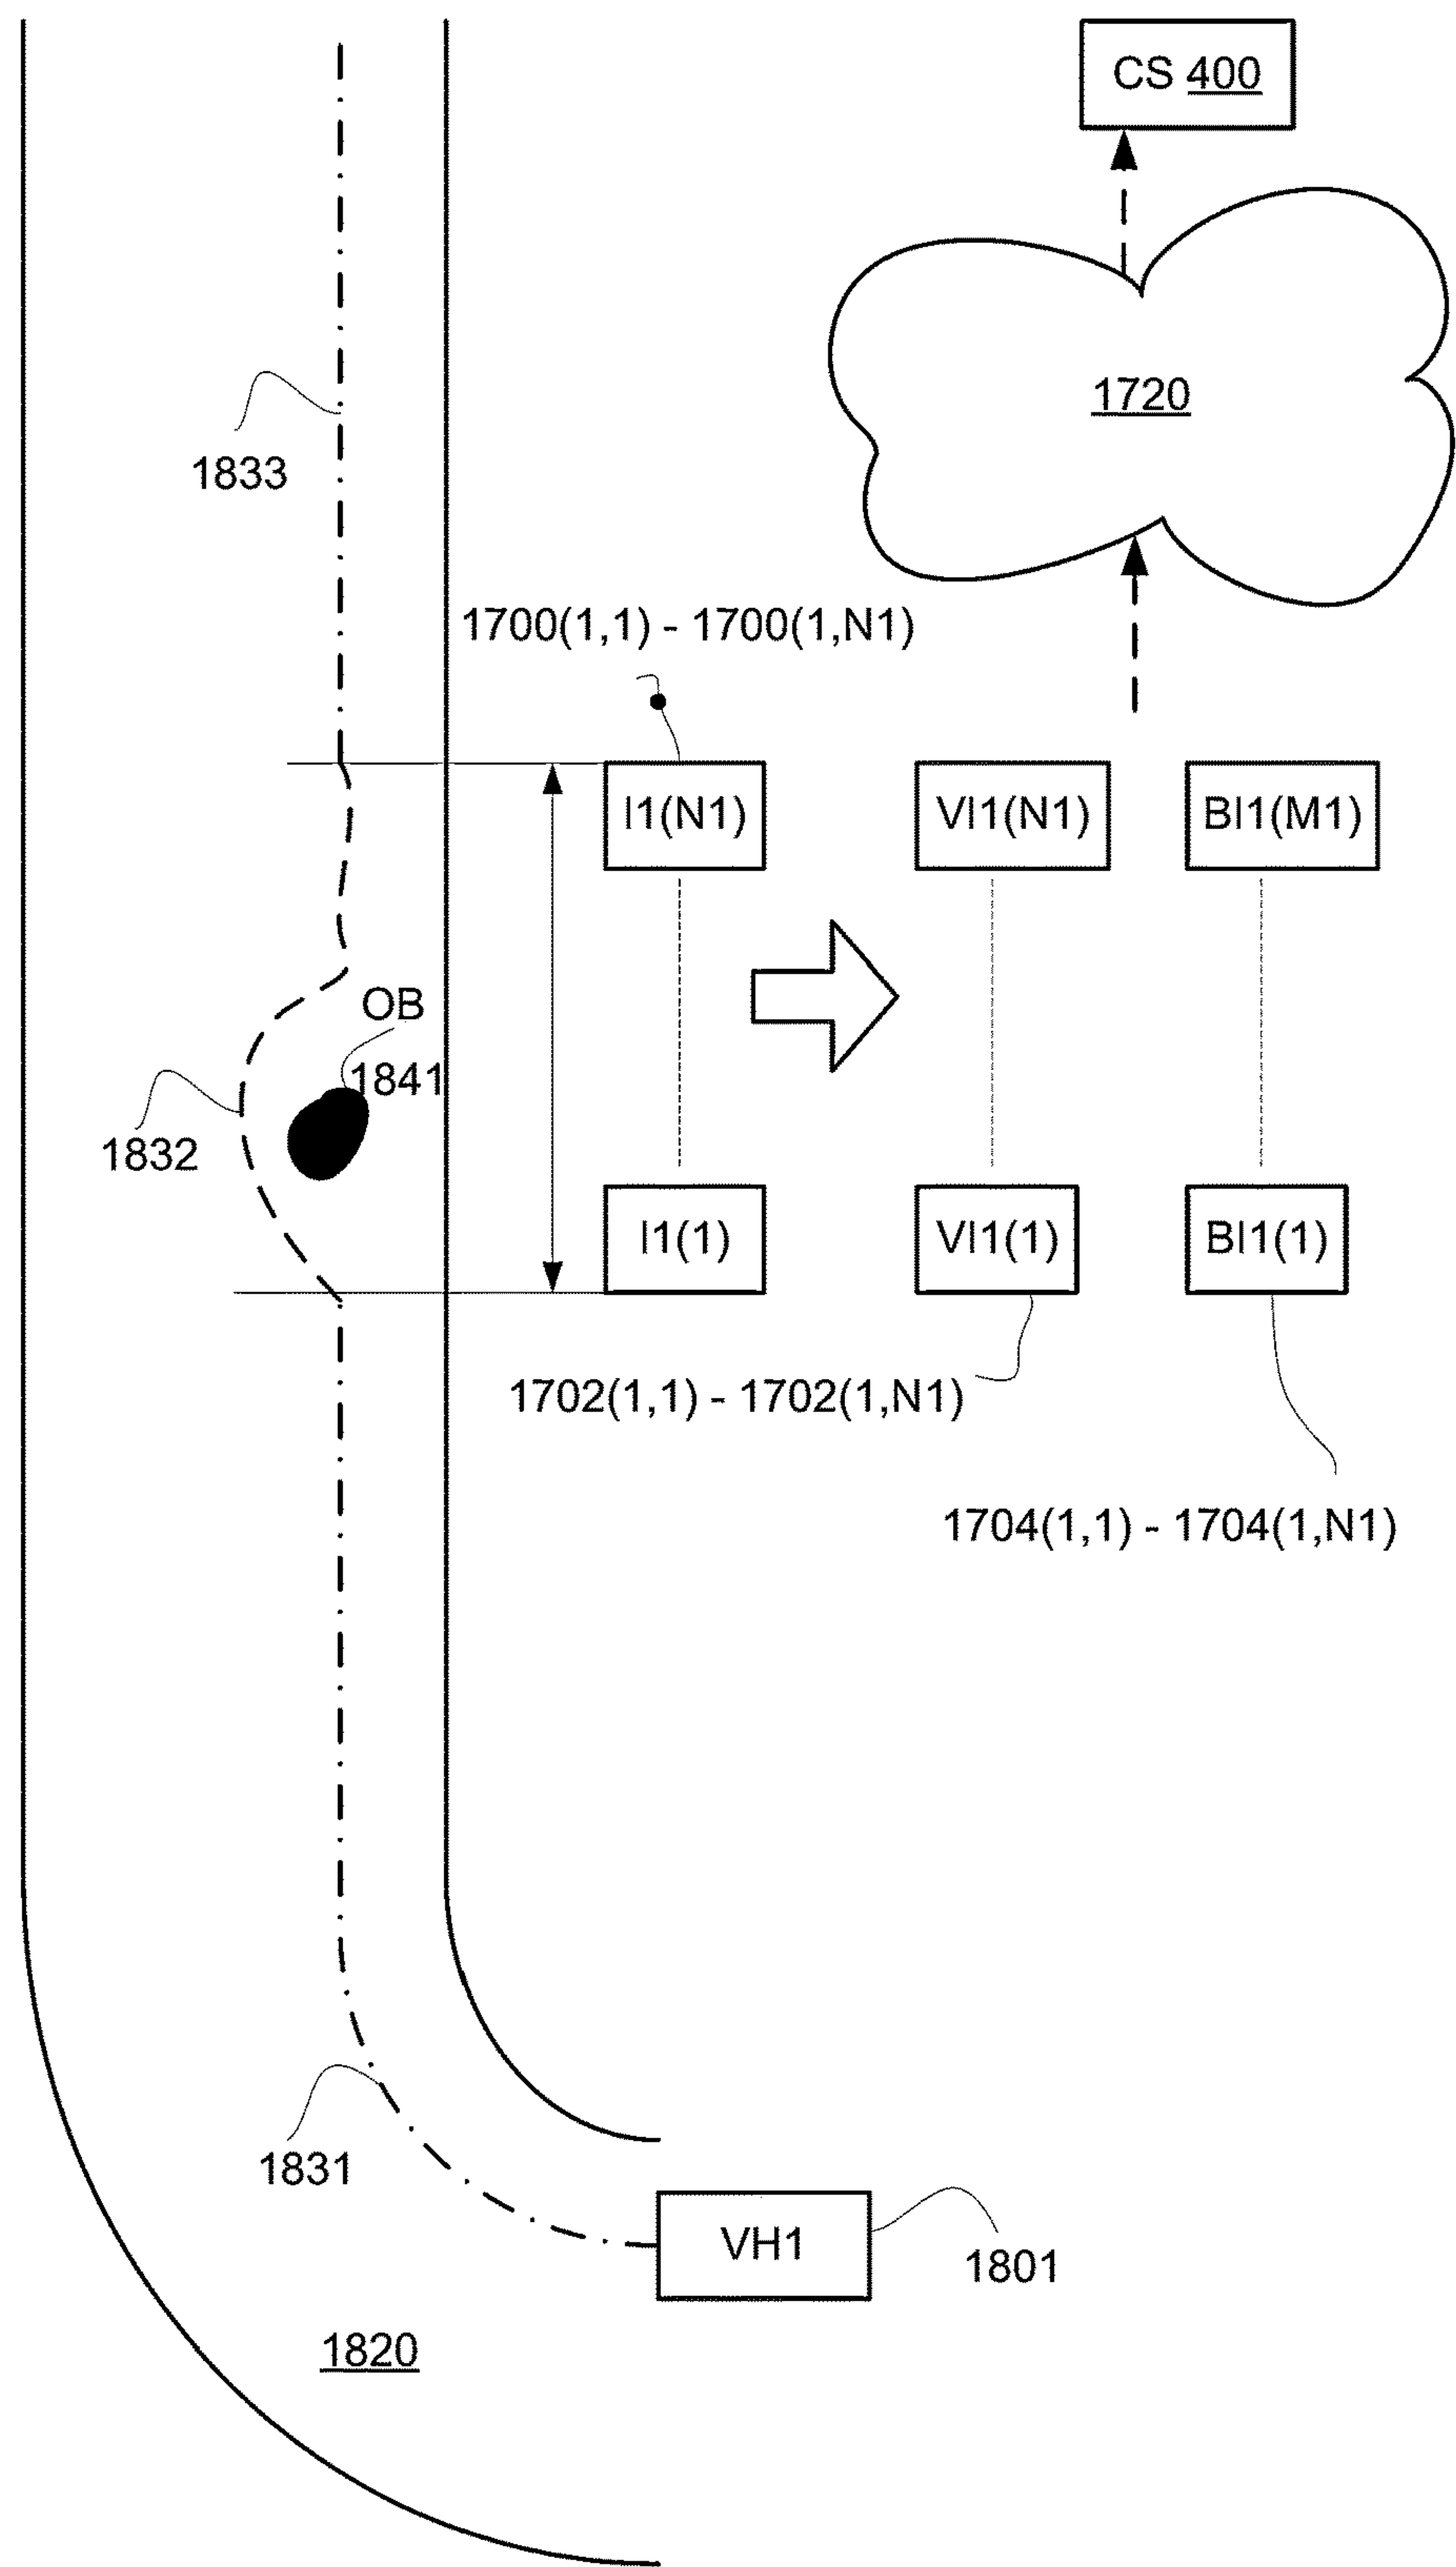 CS 400
1720
1833
1700(1,1) - 1700(1,N1)
I1(N1)
VI1(N1)
BI1(M1)
OB
1841
1832
I1(1)
VI1(1)
BI1(1)
1702(1,1) - 1702(1,N1)
1704(1,1) - 1704(1,N1)
1831
VH1
1801
1820